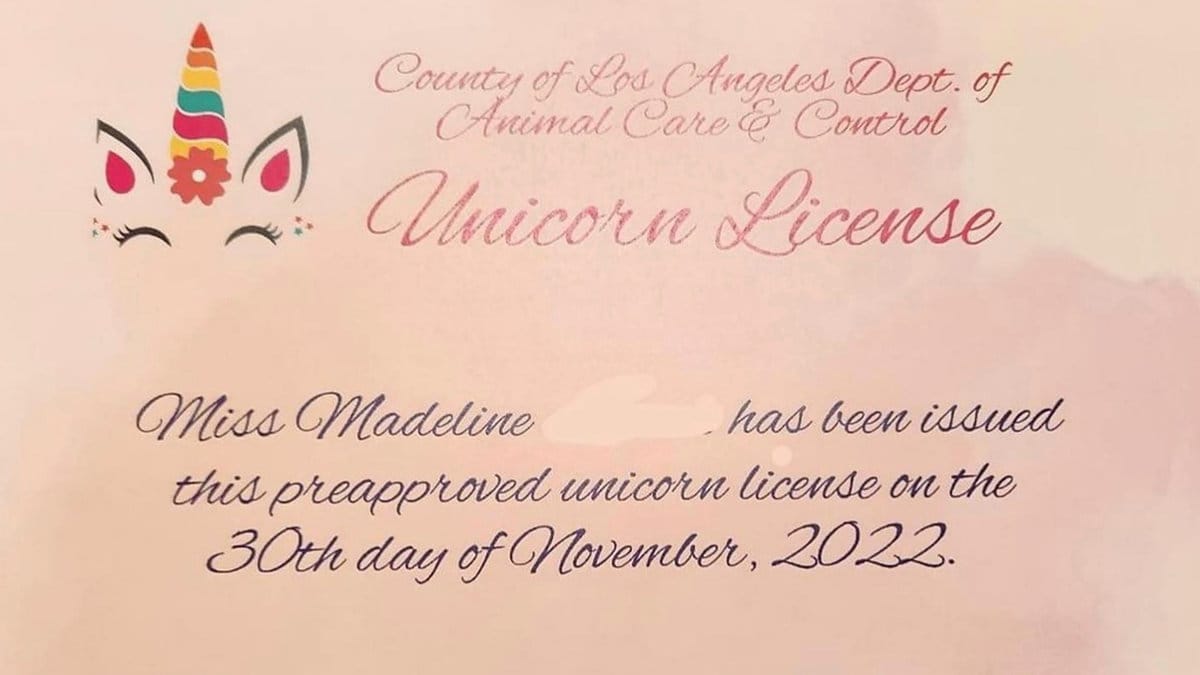 County of Los Angeles Dept. of
Animal Care & Control
Unicorn License
Miss Madeline has been issued
this preapproved unicorn license on the
30th day of November, 2022.